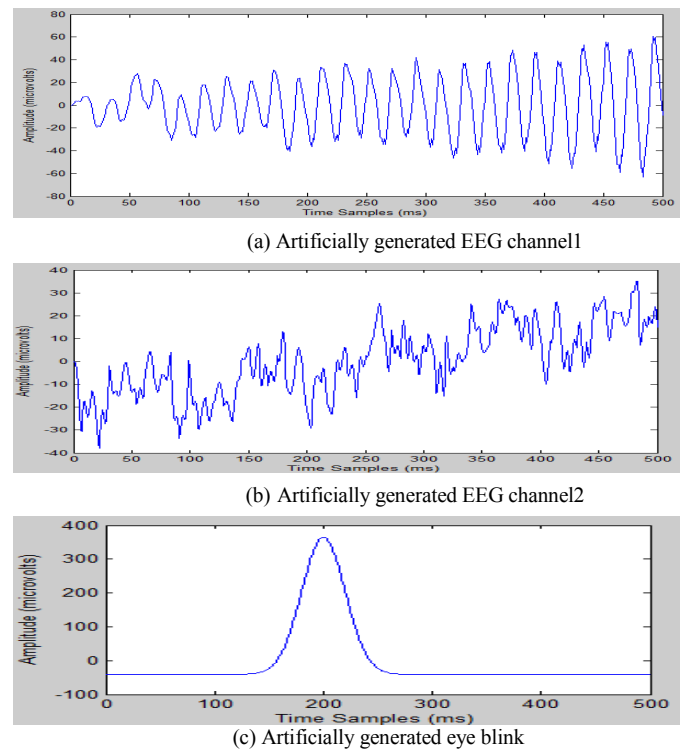 80
60
40
20
0
-20
-40
-60
-80
Amplitude (microvolts)
0 50 100 150 200 250 300 350 400 450 500
Time Samples (ms)
(a) Artificially generated EEG channel1
40
30
20
10
0
-10
-20
-30
-40
Amplitude (microvolts)
0 50 100 150 200 250 300 350 400 450 500
Time Samples (ms)
(b) Artificially generated EEG channel2
400
300
200
100
0
-100
Amplitude (microvolts)
0 100 200 300 400 500
Time Samples (ms)
(c) Artificially generated eye blink